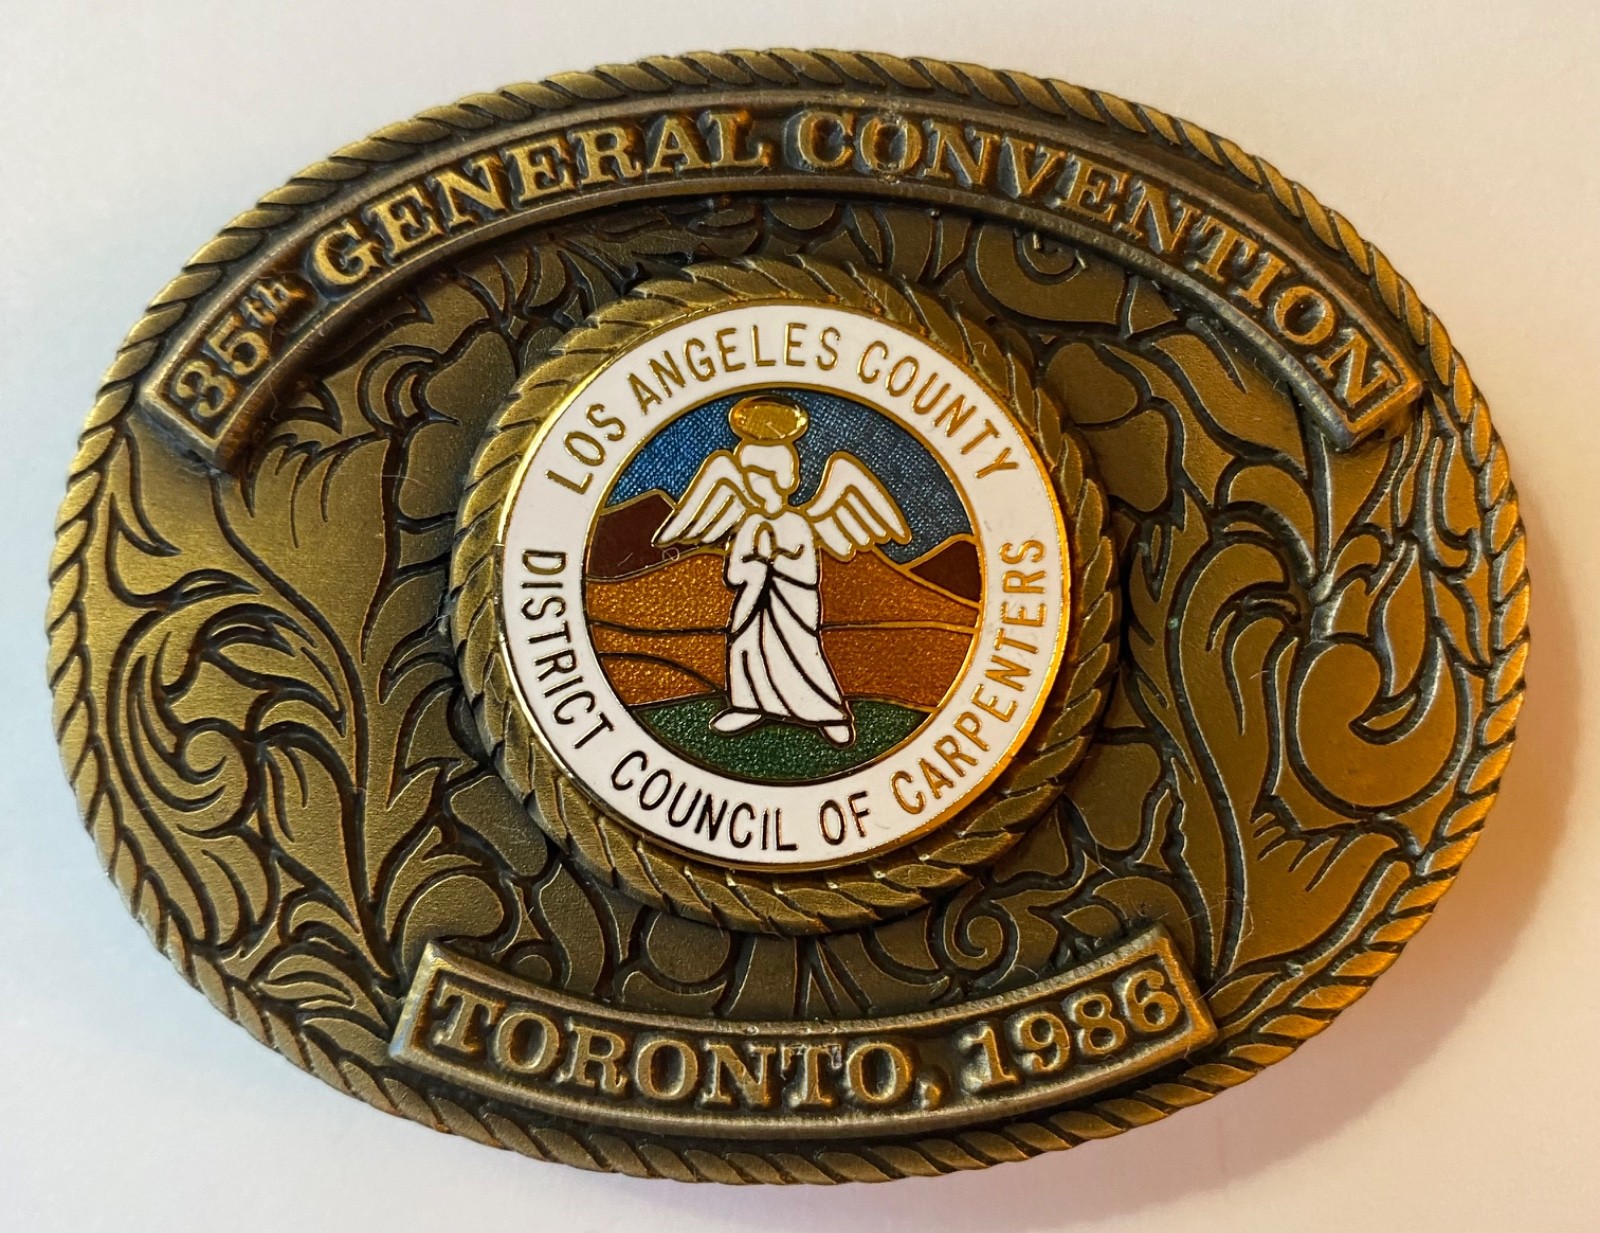 35th GENERAL CONVENTION
LOS ANGELES COUNTY
DISTRICT COUNCIL OF CARPENTERS
TORONTO, 1986